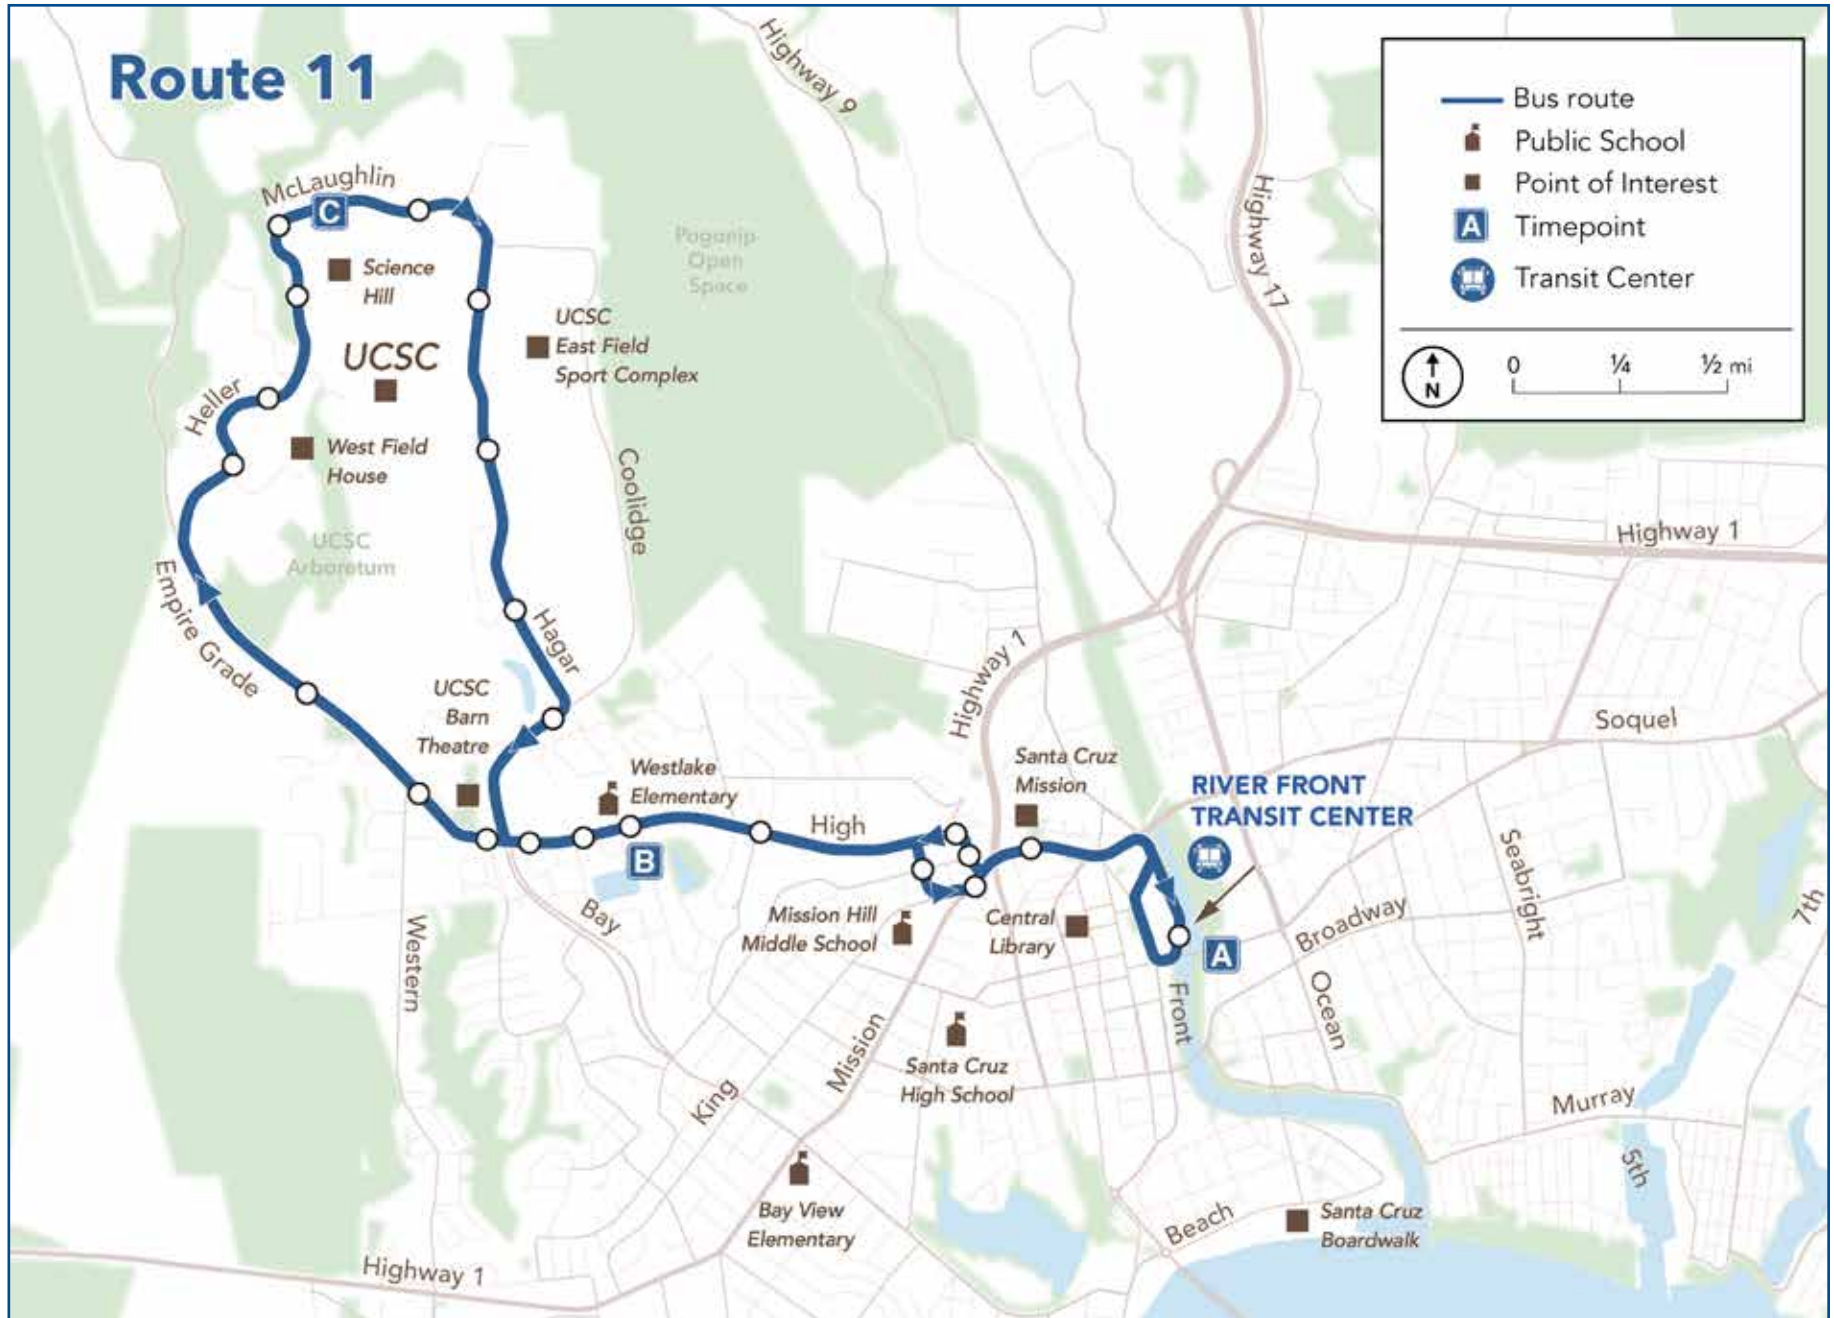 Route 11
Bus route
Public School
Point of Interest
A
Timepoint
Transit Center
N
0
¼
½ mi
Highway 9
Highway 17
McLaughlin
C
Science
Hill
Pogonip
Open
Space
UCSC
UCSC
East Field
Sport Complex
Heller
West Field
House
Coolidge
UCSC
Arboretum
Highway 1
Empire Grade
Hagar
Highway 1
UCSC
Barn
Theatre
Westlake
Elementary
Santa Cruz
Mission
Soquel
RIVER FRONT
TRANSIT CENTER
High
B
Seabright
Mission Hill
Middle School
Central
Library
A
Broadway
7th
Bay
Western
Front
Ocean
Mission
Santa Cruz
High School
King
Murray
5th
Bay View
Elementary
Beach
Santa Cruz
Boardwalk
Highway 1